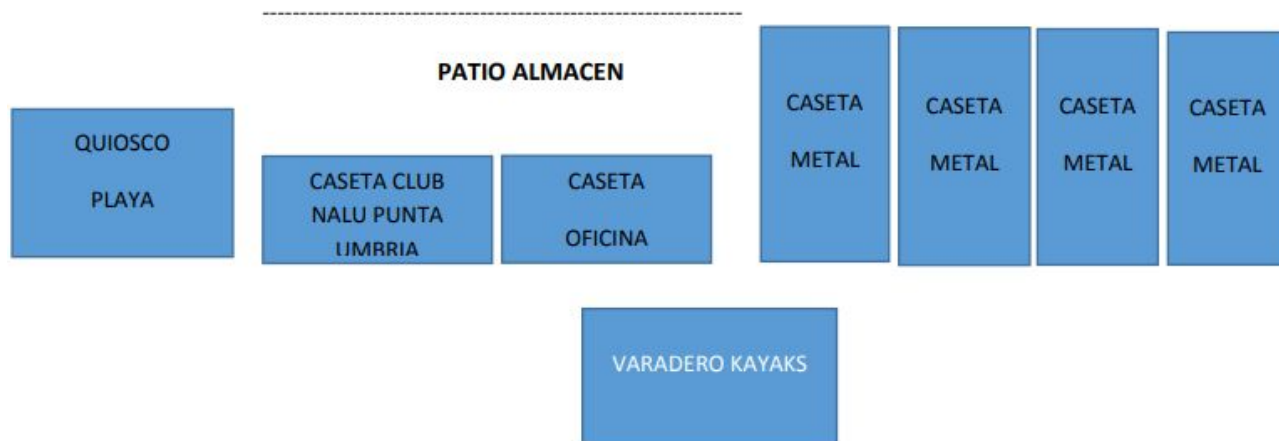 PATIO ALMACEN
QUIOSCO
PLAYA
CASETA CLUB
NALU PUNTA
UMBRIA
CASETA
OFICINA
CASETA
METAL
CASETA
METAL
CASETA
METAL
CASETA
METAL
VARADERO KAYAKS